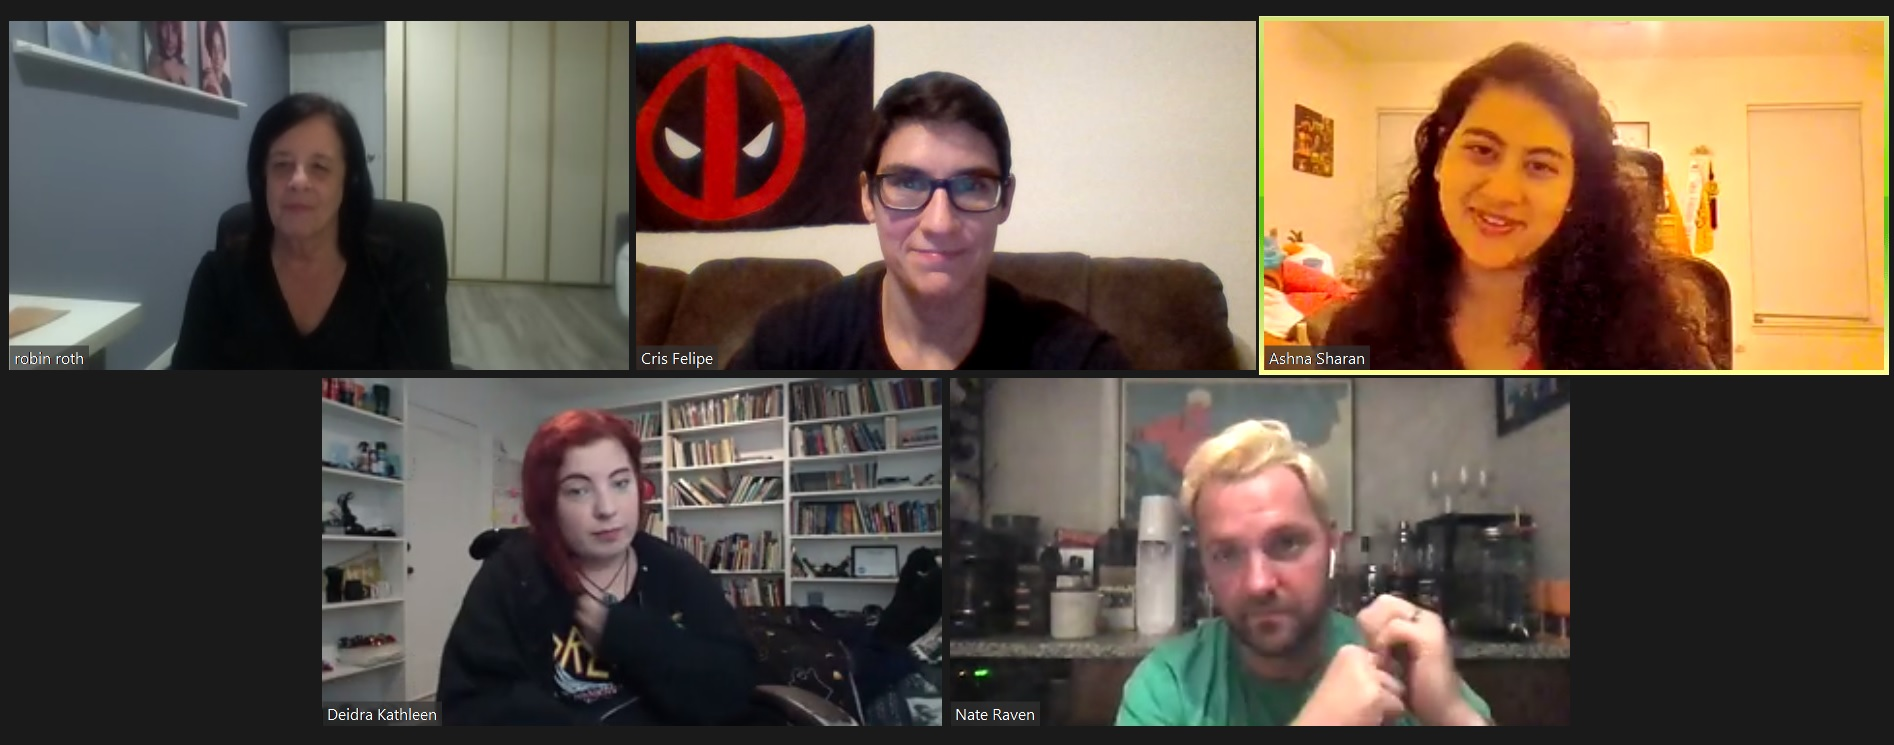 robin roth
Cris Felipe
Ashna Sharan
Deidra Kathleen
Nate Raven